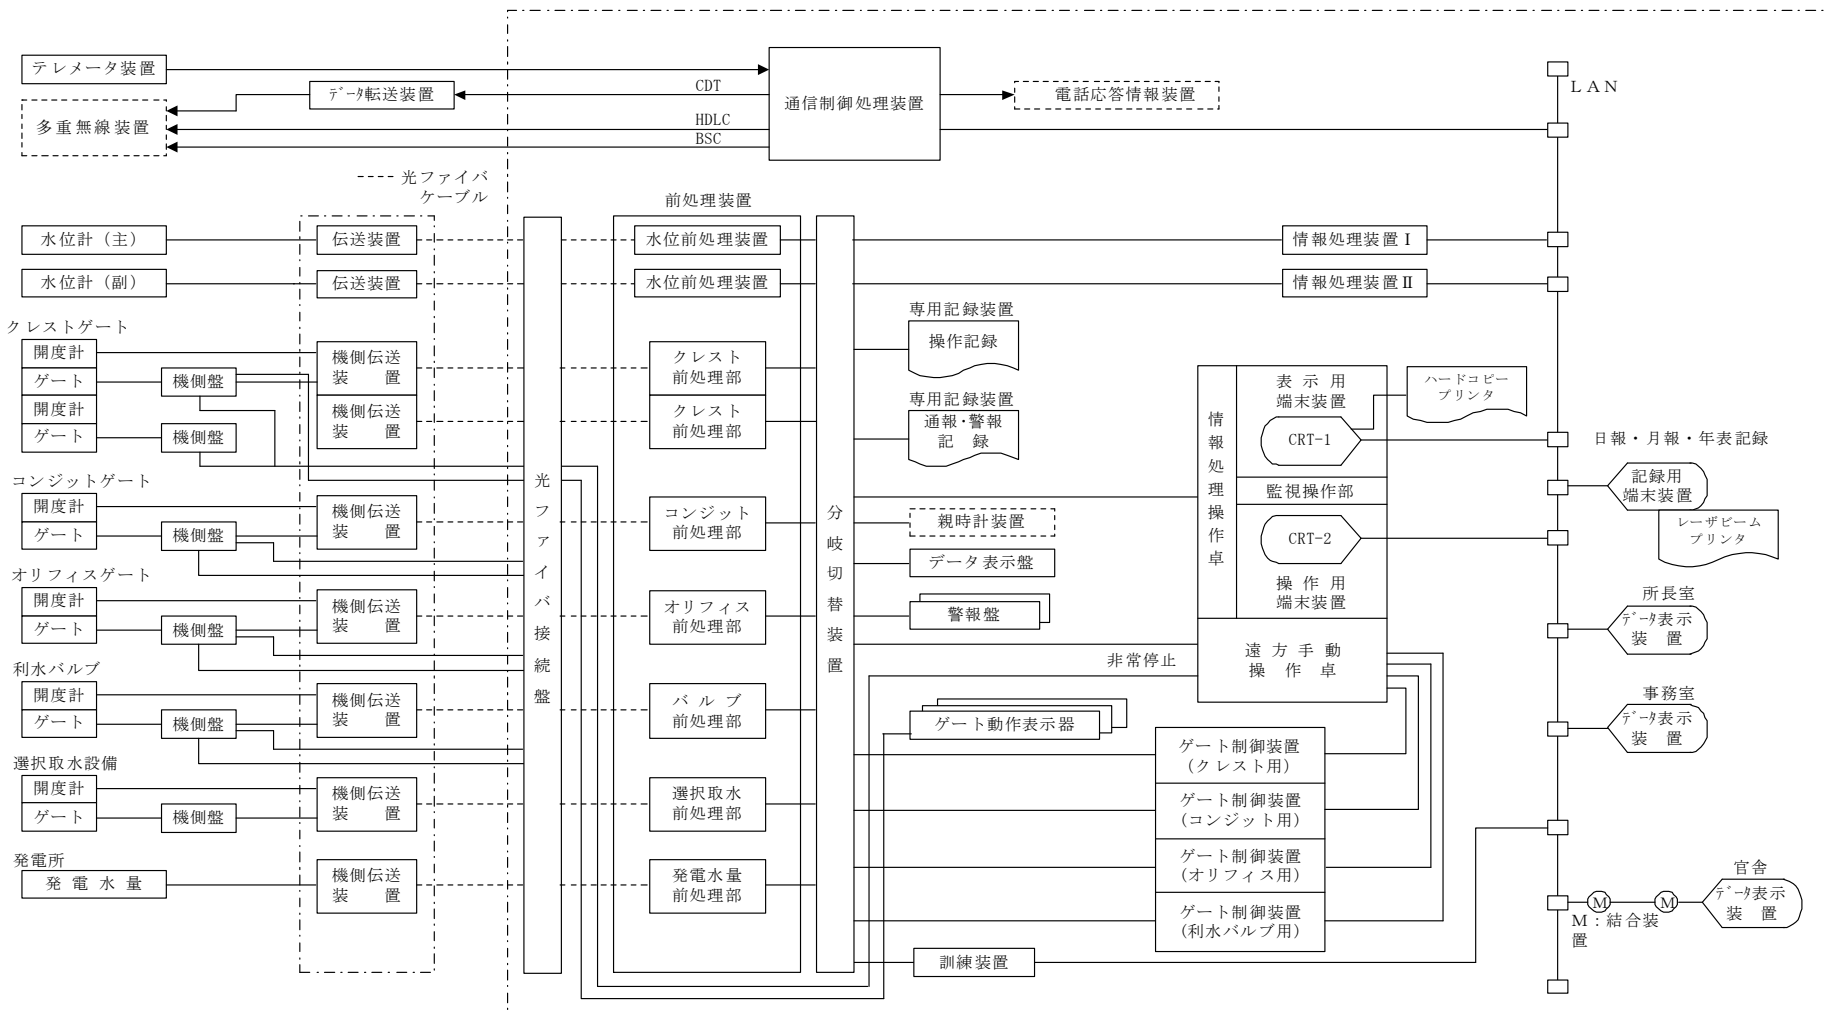 テレメータ装置
データ転送装置
多重無線装置
CDT
HDLC
BSC
通信制御処理装置
電話応答情報装置
LAN
---- 光ファイバ
ケーブル
前処理装置
水位計（主）
伝送装置
水位前処理装置
情報処理装置Ⅰ
水位計（副）
伝送装置
水位前処理装置
情報処理装置Ⅱ
クレストゲート
開度計
ゲート
機側盤
開度計
ゲート
機側盤
機側伝送
装　　置
機側伝送
装　　置
クレスト
前処理部
クレスト
前処理部
専用記録装置
操作記録
専用記録装置
通報・警報
記　録
コンジットゲート
開度計
ゲート
機側盤
機側伝送
装　　置
コンジット
前処理部
オリフィスゲート
開度計
ゲート
機側盤
機側伝送
装　　置
オリフィス
前処理部
利水バルブ
開度計
ゲート
機側盤
機側伝送
装　　置
バ　ル　ブ
前処理部
選択取水設備
開度計
ゲート
機側盤
機側伝送
装　　置
選択取水
前処理部
発電所
発 電 水 量
機側伝送
装　　置
発電水量
前処理部
光ファイバ接続盤
分岐切替装置
親時計装置
データ表示盤
警報盤
非常停止
ゲート動作表示器
情報処理操作卓
表 示 用
端末装置
CRT-1
監視操作部
CRT-2
操 作 用
端末装置
遠 方 手 動
操　作　卓
ハードコピー
プリンタ
ゲート制御装置
(クレスト用)
ゲート制御装置
(コンジット用)
ゲート制御装置
(オリフィス用)
ゲート制御装置
(利水バルブ用)
訓練装置
日報・月報・年表記録
記録用
端末装置
レーザビーム
プリンタ
所長室
データ表示
装　置
事務室
データ表示
装　置
官舎
M
M
データ表示
装　置
M：結合装
置